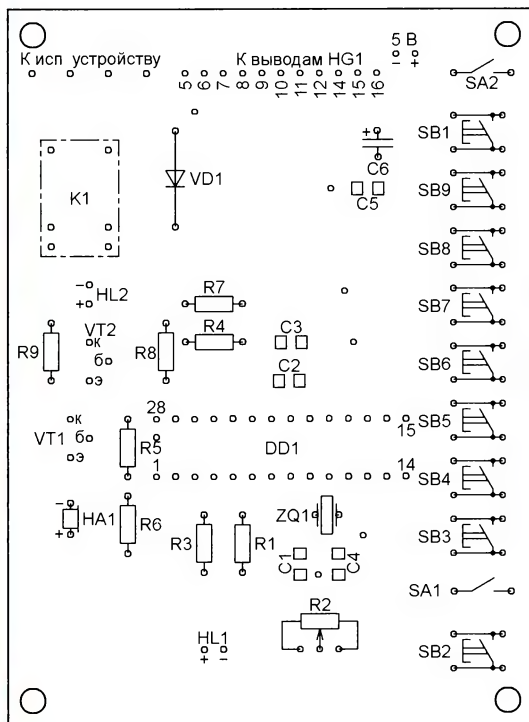 5 В
К исп устройству
К выводам HG1
- +
5 6 7 8 9 10 11 12 14 15 16
SA2
+
SB1
C6
K1
VD1
C5
SB9
SB8
-
HL2
+
R7
SB7
VT2
к
R4
C3
R9
б
R8
SB6
э
C2
к
28
15
SB5
VT1
б
R5
DD1
э
1
14
SB4
-
HA1
+
R6
ZQ1
R3
R1
SB3
C1
C4
SA1
R2
HL1
+ -
SB2